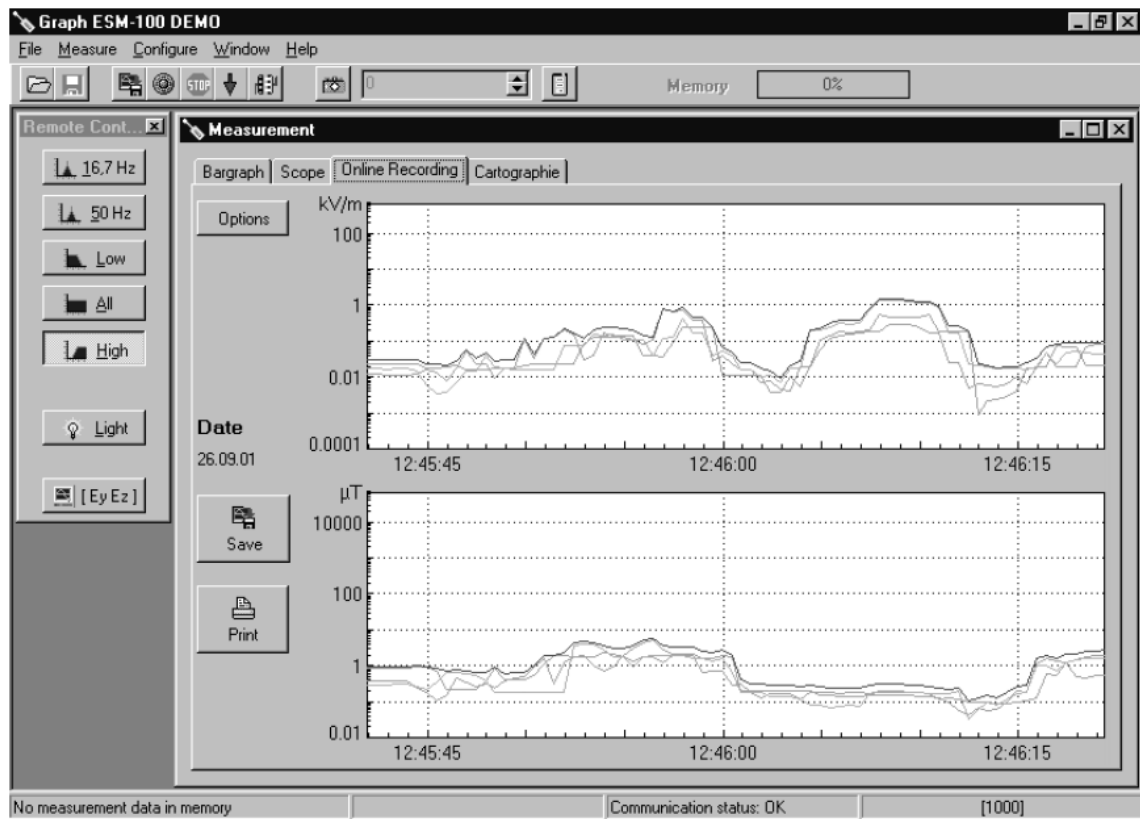 Graph ESM-100 DEMO
File Measure Configure Window Help
STOP
0
Memory
0%
Remote Cont...
16,7 Hz
50 Hz
Low
All
High
Light
[ Ey Ez ]
Measurement
Bargraph Scope Online Recording Cartographie
Options
Date
26.09.01
Save
Print
kV/m
100
1
0.01
0.0001
12:45:45 12:46:00 12:46:15
µT
10000
100
1
0.01
12:45:45 12:46:00 12:46:15
No measurement data in memory Communication status: OK [1000]